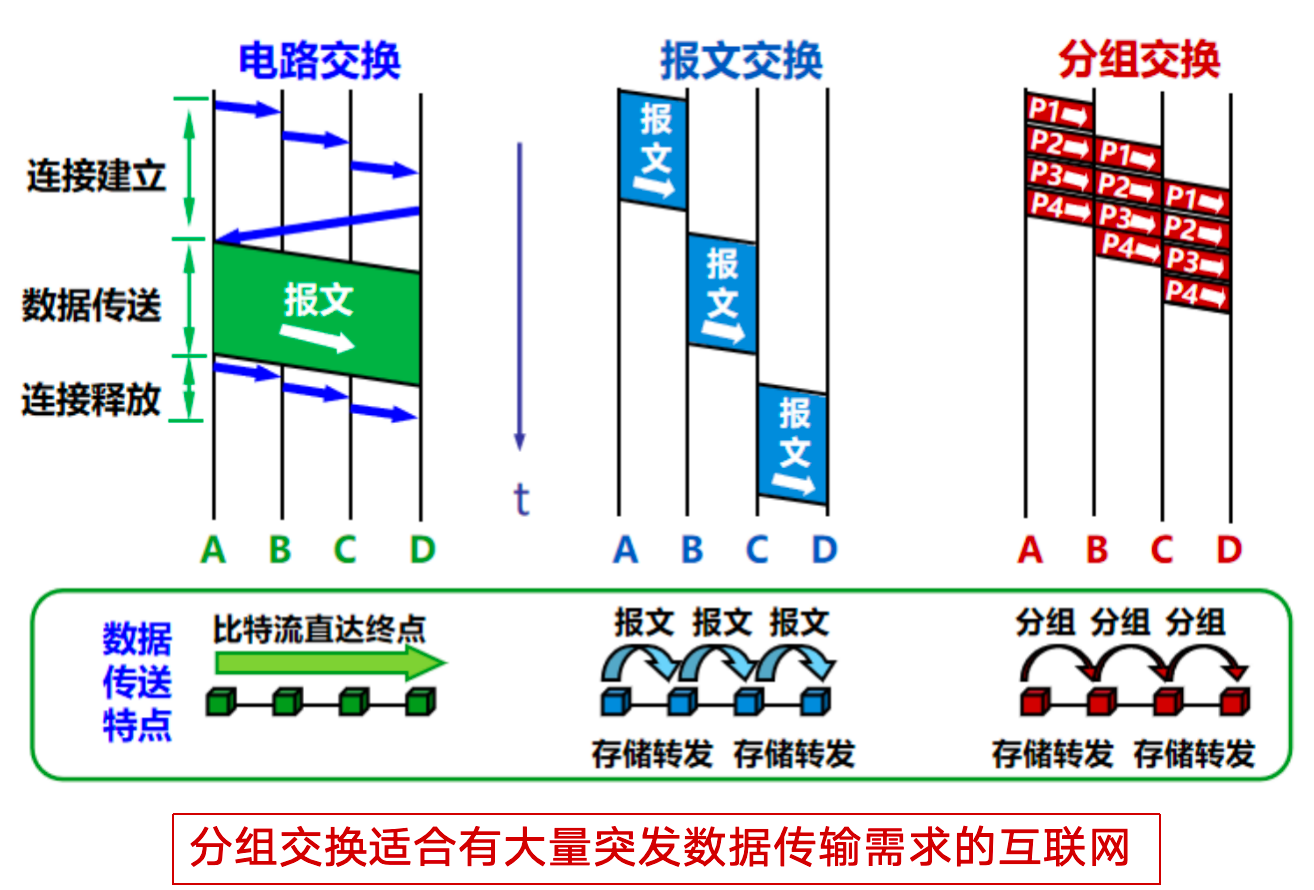 电路交换
报文交换
分组交换
连接建立
数据传送
连接释放
报文
t
报
文
报
文
报
文
P1
P2
P3
P4
P1
P2
P3
P4
P1
P2
P3
P4
A B C D
A B C D
A B C D
数据
传送
特点
比特流直达终点
报文 报文 报文
存储转发 存储转发
分组 分组 分组
存储转发 存储转发
分组交换适合有大量突发数据传输需求的互联网